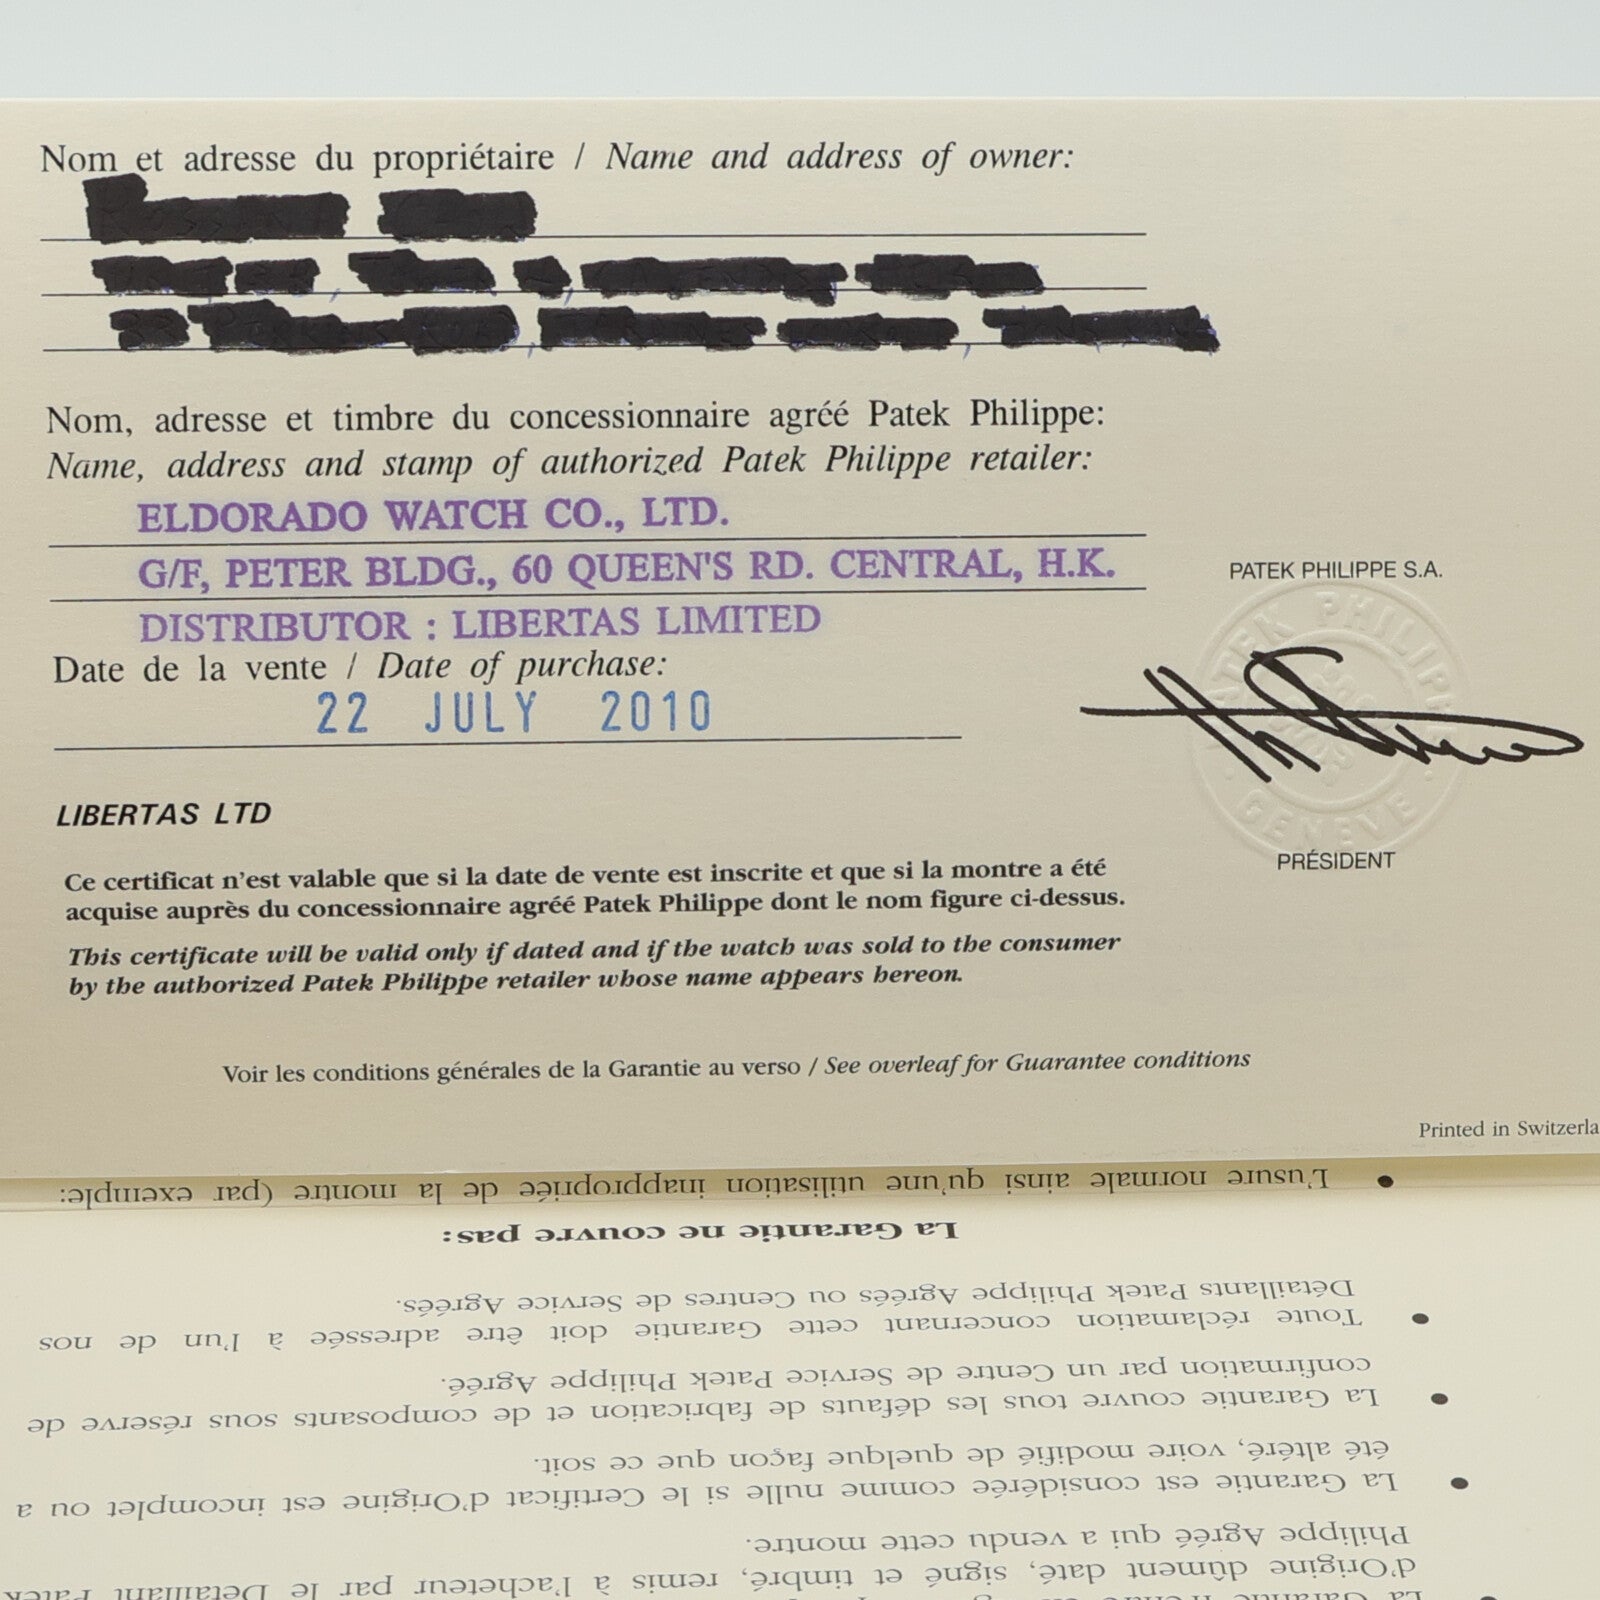 Nom et adresse du propriétaire / Name and address of owner:
Nom, adresse et timbre du concessionnaire agréé Patek Philippe:
Name, address and stamp of authorized Patek Philippe retailer:
ELDORADO WATCH CO., LTD.
G/F, PETER BLDG., 60 QUEEN'S RD. CENTRAL, H.K.
DISTRIBUTOR : LIBERTAS LIMITED
Date de la vente / Date of purchase:
22 JULY 2010
PATEK PHILIPPE S.A.
PATEK PHILIPPE
GENÈVE
PRÉSIDENT
LIBERTAS LTD
Ce certificat n'est valable que si la date de vente est inscrite et que si la montre a été
acquise auprès du concessionnaire agréé Patek Philippe dont le nom figure ci-dessus.
This certificate will be valid only if dated and if the watch was sold to the consumer
by the authorized Patek Philippe retailer whose name appears hereon.
Voir les conditions générales de la Garantie au verso / See overleaf for Guarantee conditions
Printed in Switzerla
d'Origine dûment daté, signé et timbré, remis à l'acheteur par le Détaillant Patek
Philippe Agréé qui a vendu cette montre.
• La Garantie est considérée comme nulle si le Certificat d'Origine est incomplet ou a
été altéré, voire modifié de quelque façon que ce soit.
• La Garantie couvre tous les défauts de fabrication et de composants sous réserve de
confirmation par un Centre de Service Patek Philippe Agréé.
• Toute réclamation concernant cette Garantie doit être adressée à l'un de nos
Détaillants Patek Philippe Agréés ou Centres de Service Agréés.
La Garantie ne couvre pas:
• L'usure normale ainsi qu'une utilisation inappropriée de la montre (par exemple: